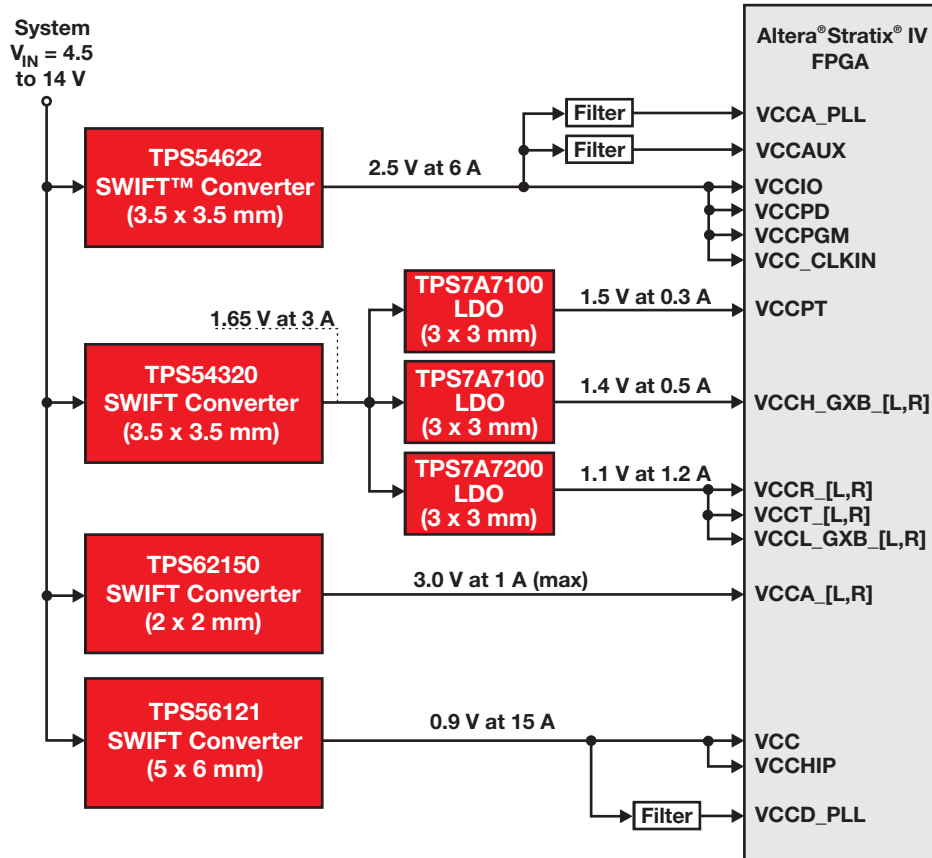 System
VIN = 4.5
to 14 V
Altera®Stratix® IV
FPGA
TPS54622
SWIFT™ Converter
(3.5 x 3.5 mm)
2.5 V at 6 A
Filter
Filter
VCCA_PLL
VCCAUX
VCCIO
VCCPD
VCCPGM
VCC_CLKIN
TPS54320
SWIFT Converter
(3.5 x 3.5 mm)
1.65 V at 3 A
TPS7A7100
LDO
(3 x 3 mm)
1.5 V at 0.3 A
VCCPT
TPS7A7100
LDO
(3 x 3 mm)
1.4 V at 0.5 A
VCCH_GXB_[L,R]
TPS7A7200
LDO
(3 x 3 mm)
1.1 V at 1.2 A
VCCR_[L,R]
VCCT_[L,R]
VCCL_GXB_[L,R]
TPS62150
SWIFT Converter
(2 x 2 mm)
3.0 V at 1 A (max)
VCCA_[L,R]
TPS56121
SWIFT Converter
(5 x 6 mm)
0.9 V at 15 A
VCC
VCCHIP
Filter
VCCD_PLL